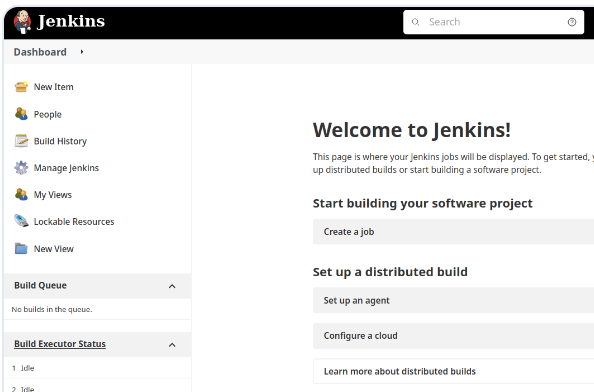 Jenkins
Search
Dashboard
New Item
People
Build History
Manage Jenkins
My Views
Lockable Resources
New View
Build Queue
No builds in the queue.
Build Executor Status
1 Idle
2 Idle
Welcome to Jenkins!
This page is where your Jenkins jobs will be displayed. To get started,
up distributed builds or start building a software project.
Start building your software project
Create a job
Set up a distributed build
Set up an agent
Configure a cloud
Learn more about distributed builds